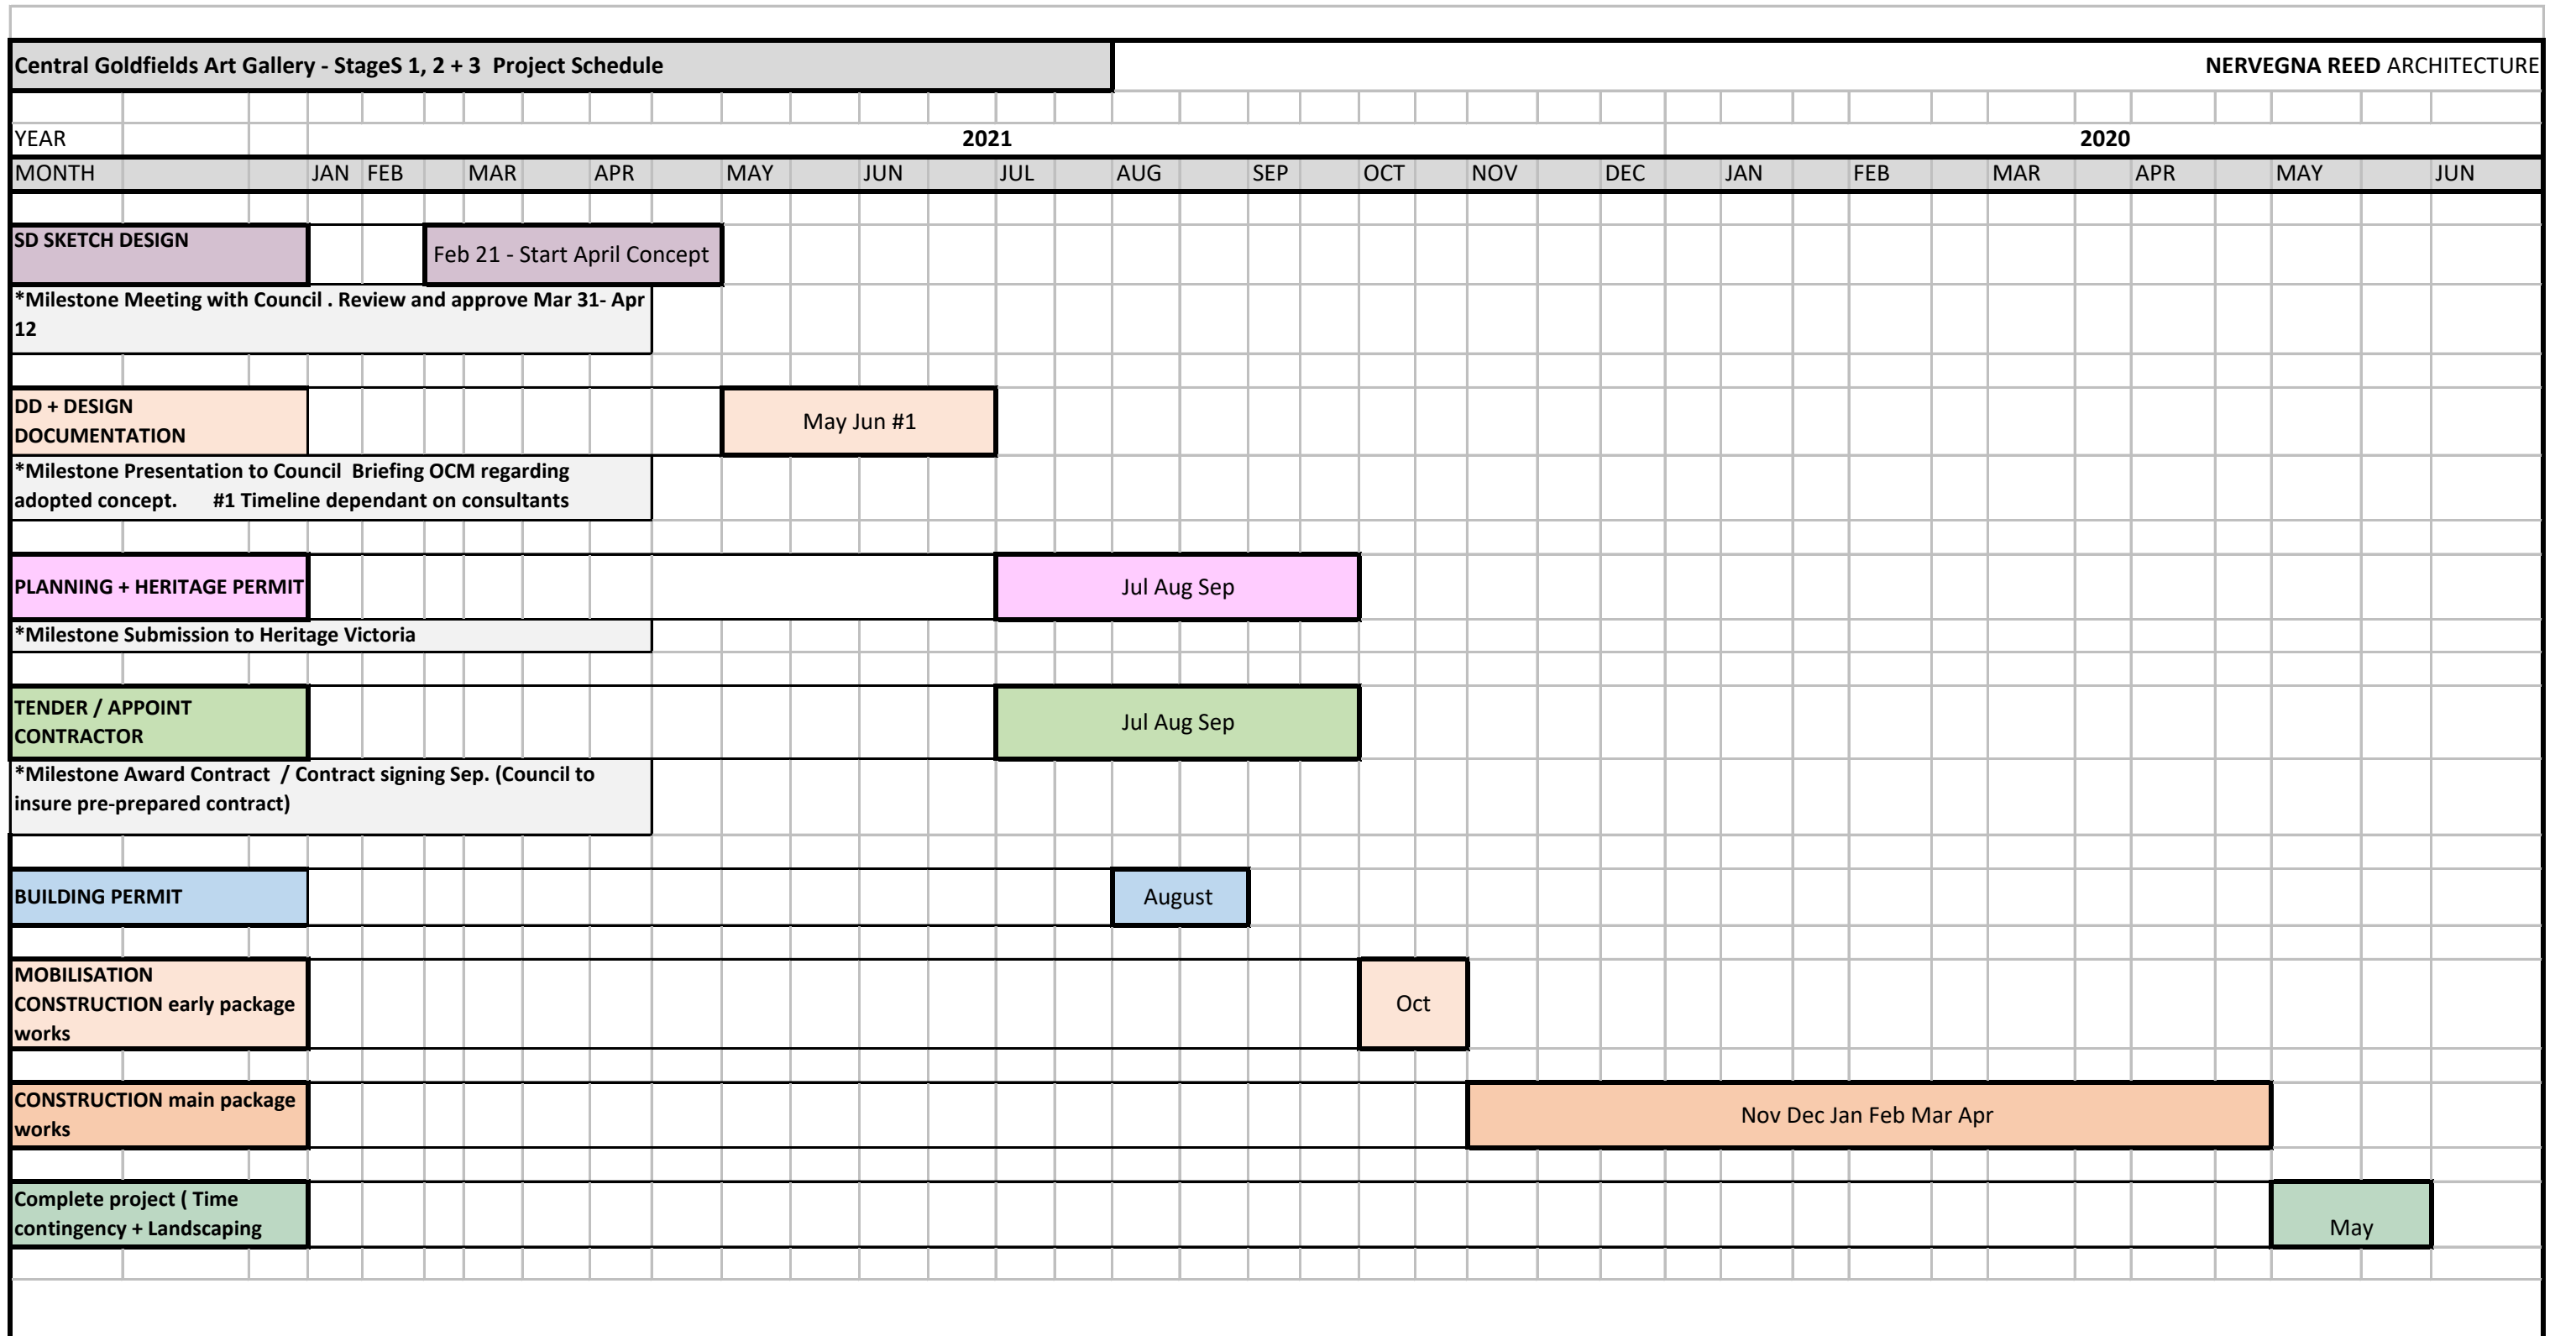 Central Goldfields Art Gallery - StageS 1, 2 + 3 Project Schedule
NERVEGNA REED ARCHITECTURE
YEAR 2021 2020
MONTH JAN FEB MAR APR MAY JUN JUL AUG SEP OCT NOV DEC JAN FEB MAR APR MAY JUN
SD SKETCH DESIGN
Feb 21 - Start April Concept
*Milestone Meeting with Council . Review and approve Mar 31- Apr
12
DD + DESIGN
DOCUMENTATION
May Jun #1
*Milestone Presentation to Council Briefing OCM regarding
adopted concept. #1 Timeline dependant on consultants
PLANNING + HERITAGE PERMIT
Jul Aug Sep
*Milestone Submission to Heritage Victoria
TENDER / APPOINT
CONTRACTOR
Jul Aug Sep
*Milestone Award Contract / Contract signing Sep. (Council to
insure pre-prepared contract)
BUILDING PERMIT
August
MOBILISATION
CONSTRUCTION early package
works
Oct
CONSTRUCTION main package
works
Nov Dec Jan Feb Mar Apr
Complete project ( Time
contingency + Landscaping
May